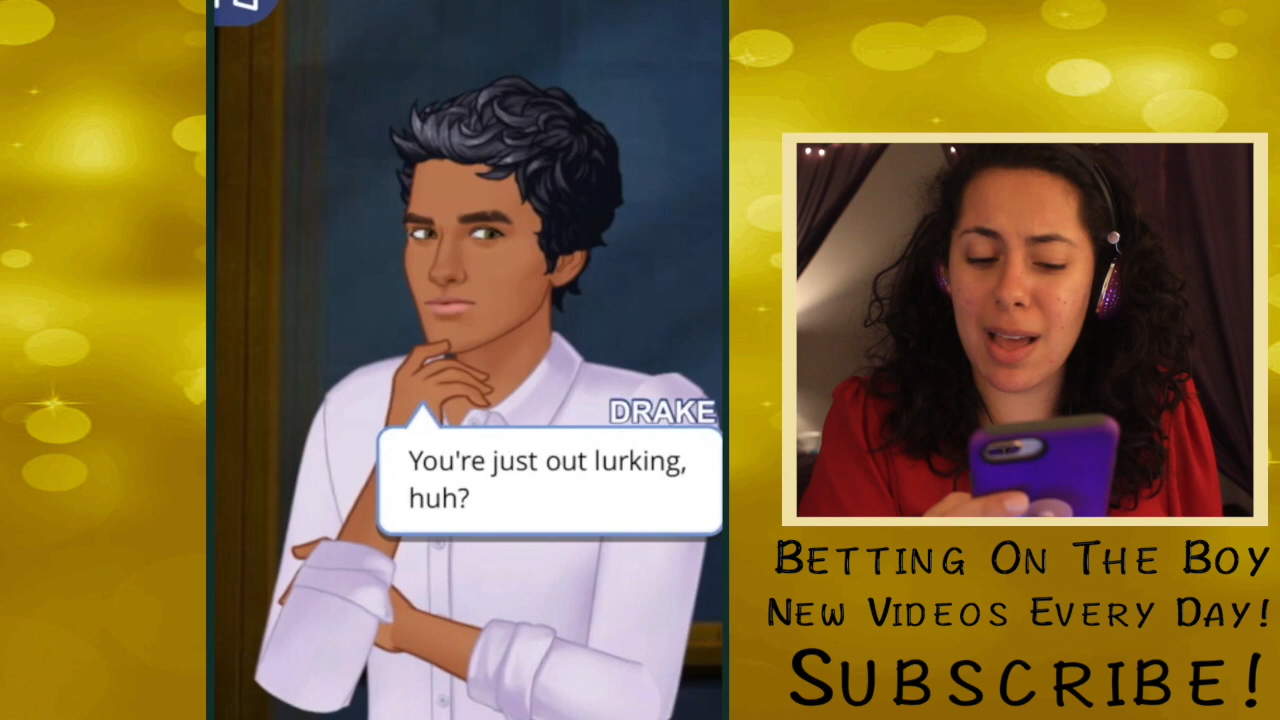 DRAKE
You're just out lurking,
huh?
BETTING ON THE BOY
NEW VIDEOS EVERY DAY!
SUBSCRIBE!